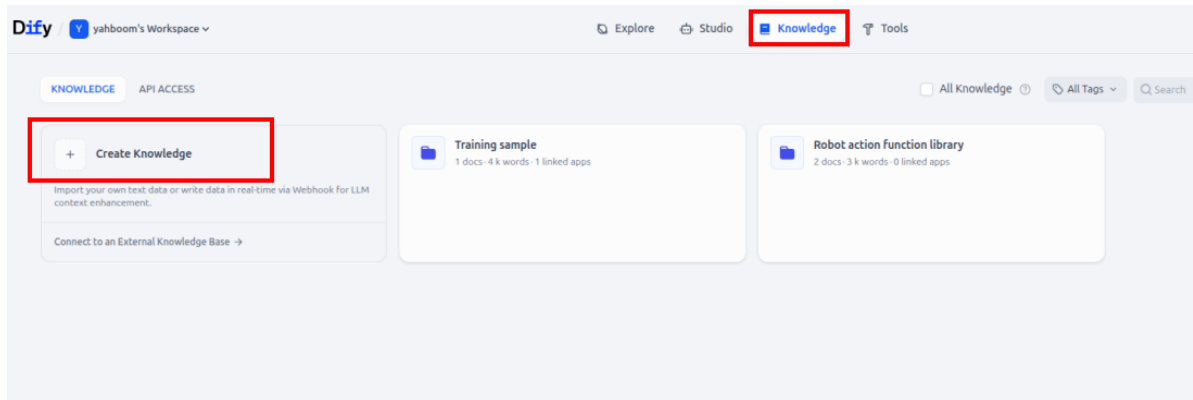 Dify / Y yahboom's Workspace
Explore Studio Knowledge Tools
KNOWLEDGE API ACCESS
All Knowledge All Tags Search
+ Create Knowledge
Import your own text data or write data in real-time via Webhook for LLM
context enhancement.
Connect to an External Knowledge Base →
Training sample
1 docs · 4 k words · 1 linked apps
Robot action function library
2 docs · 3 k words · 0 linked apps